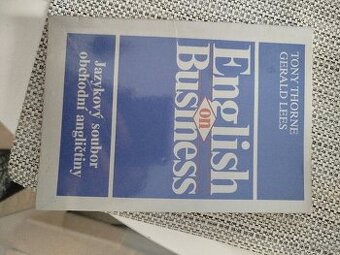 TONY THORNE
GERALD LEES
English
on
Business
Jazykový soubor
obchodní angličtiny